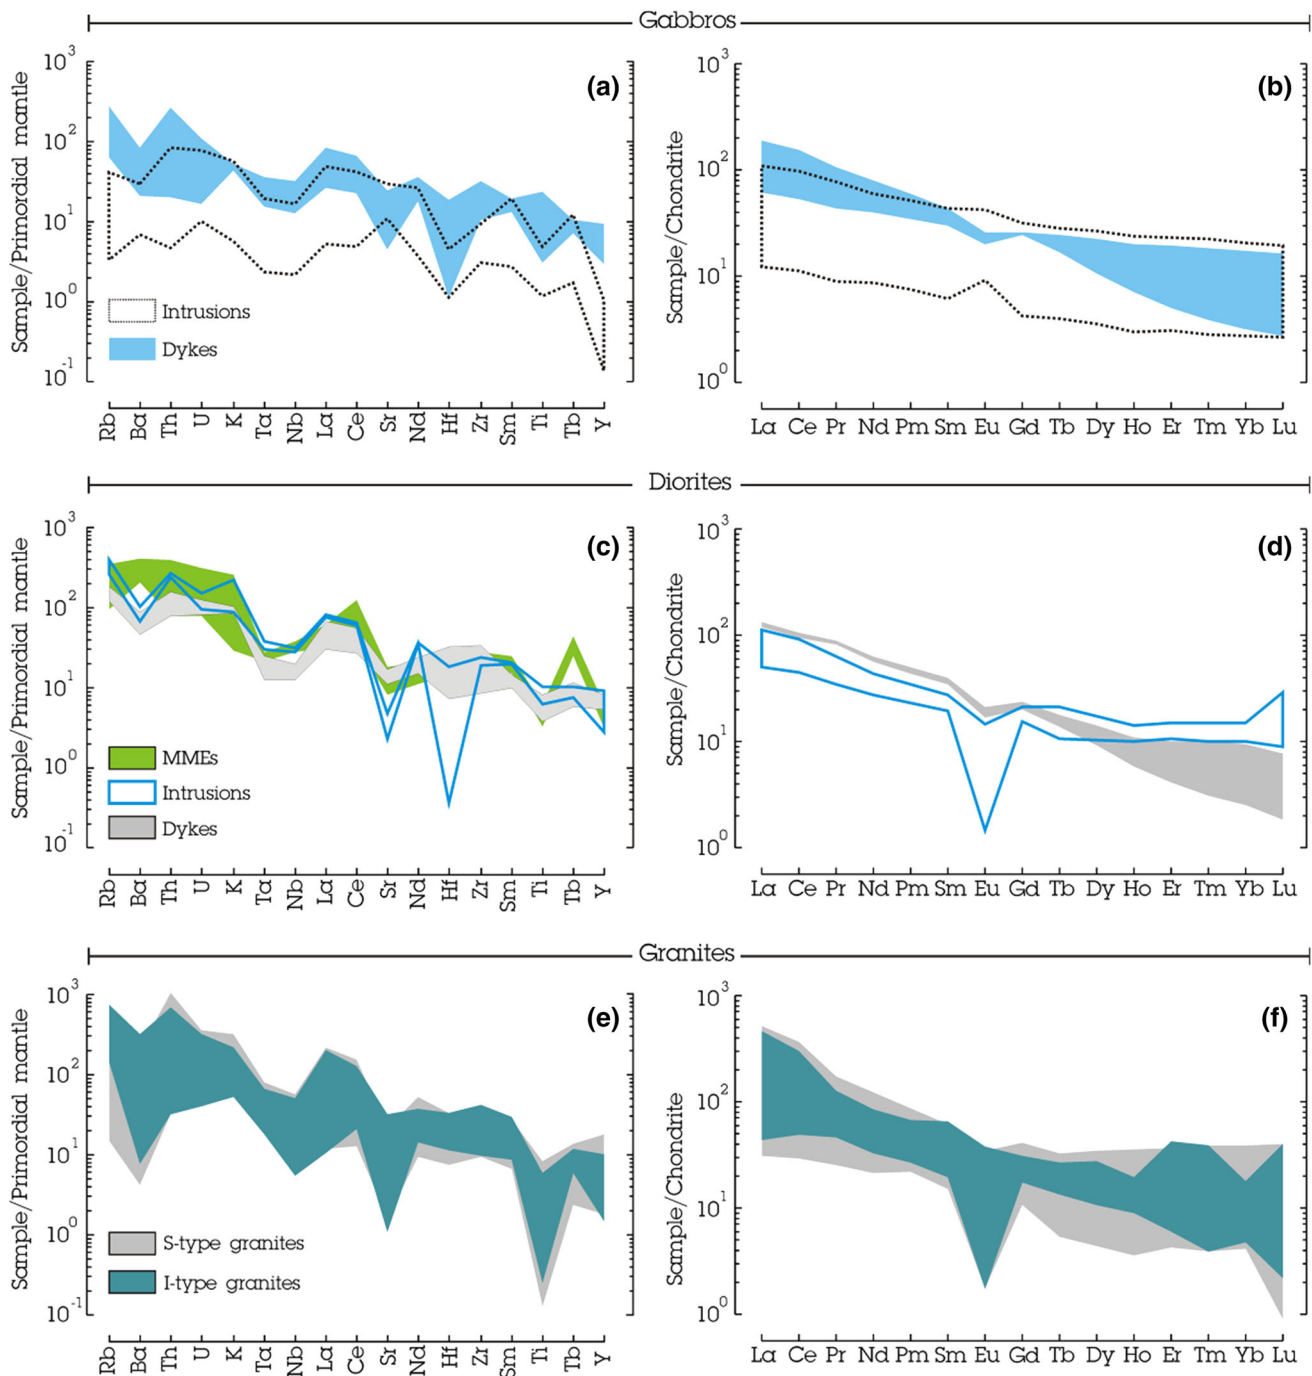 Gabbros
(a)
Sample/Primordial mantle
10³
10²
10¹
10⁰
10⁻¹
Intrusions
Dykes
Rb Ba Th U K Ta Nb La Ce Sr Nd Hf Zr Sm Ti Tb Y
(b)
Sample/Chondrite
10³
10²
10¹
10⁰
La Ce Pr Nd Pm Sm Eu Gd Tb Dy Ho Er Tm Yb Lu
Diorites
(c)
Sample/Primordial mantle
10³
10²
10¹
10⁰
10⁻¹
MMEs
Intrusions
Dykes
Rb Ba Th U K Ta Nb La Ce Sr Nd Hf Zr Sm Ti Tb Y
(d)
Sample/Chondrite
10³
10²
10¹
10⁰
La Ce Pr Nd Pm Sm Eu Gd Tb Dy Ho Er Tm Yb Lu
Granites
(e)
Sample/Primordial mantle
10³
10²
10¹
10⁰
10⁻¹
S-type granites
I-type granites
Rb Ba Th U K Ta Nb La Ce Sr Nd Hf Zr Sm Ti Tb Y
(f)
Sample/Chondrite
10³
10²
10¹
10⁰
La Ce Pr Nd Pm Sm Eu Gd Tb Dy Ho Er Tm Yb Lu